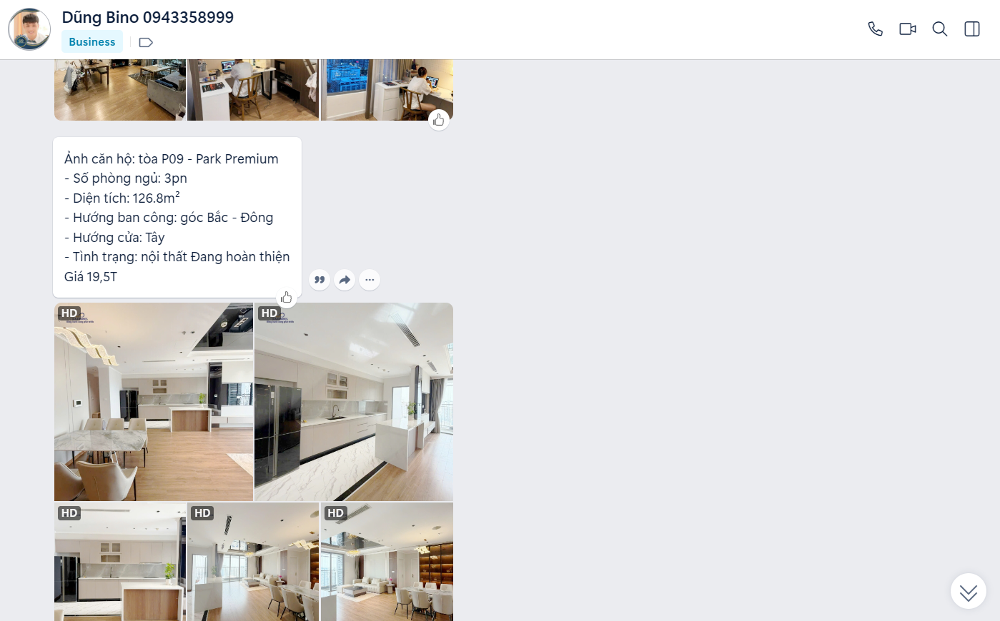 Dũng Bino 0943358999
Business
Ảnh căn hộ: tòa P09 - Park Premium
- Số phòng ngủ: 3pn
- Diện tích: 126.8m²
- Hướng ban công: góc Bắc - Đông
- Hướng cửa: Tây
- Tình trạng: nội thất Đang hoàn thiện
Giá 19,5T
HD
HD
HD
HD
HD